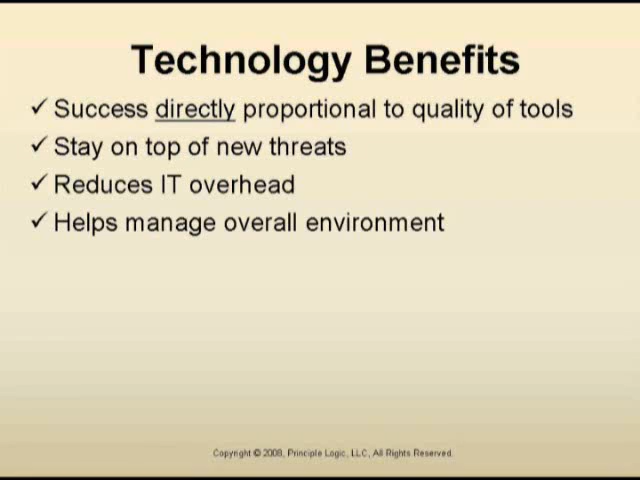 Technology Benefits
✓ Success directly proportional to quality of tools
✓ Stay on top of new threats
✓ Reduces IT overhead
✓ Helps manage overall environment
Copyright © 2008, Principle Logic, LLC, All Rights Reserved.